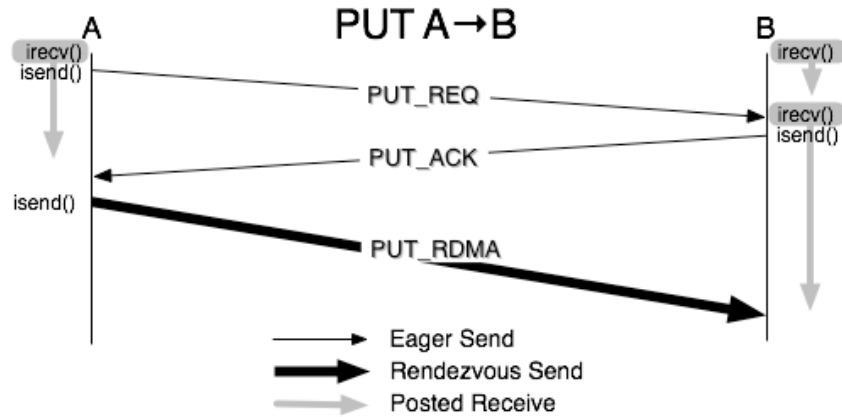 A PUT A→B B
irecv() irecv()
isend()
PUT_REQ
irecv()
isend()
PUT_ACK
isend()
PUT_RDMA
Eager Send
Rendezvous Send
Posted Receive